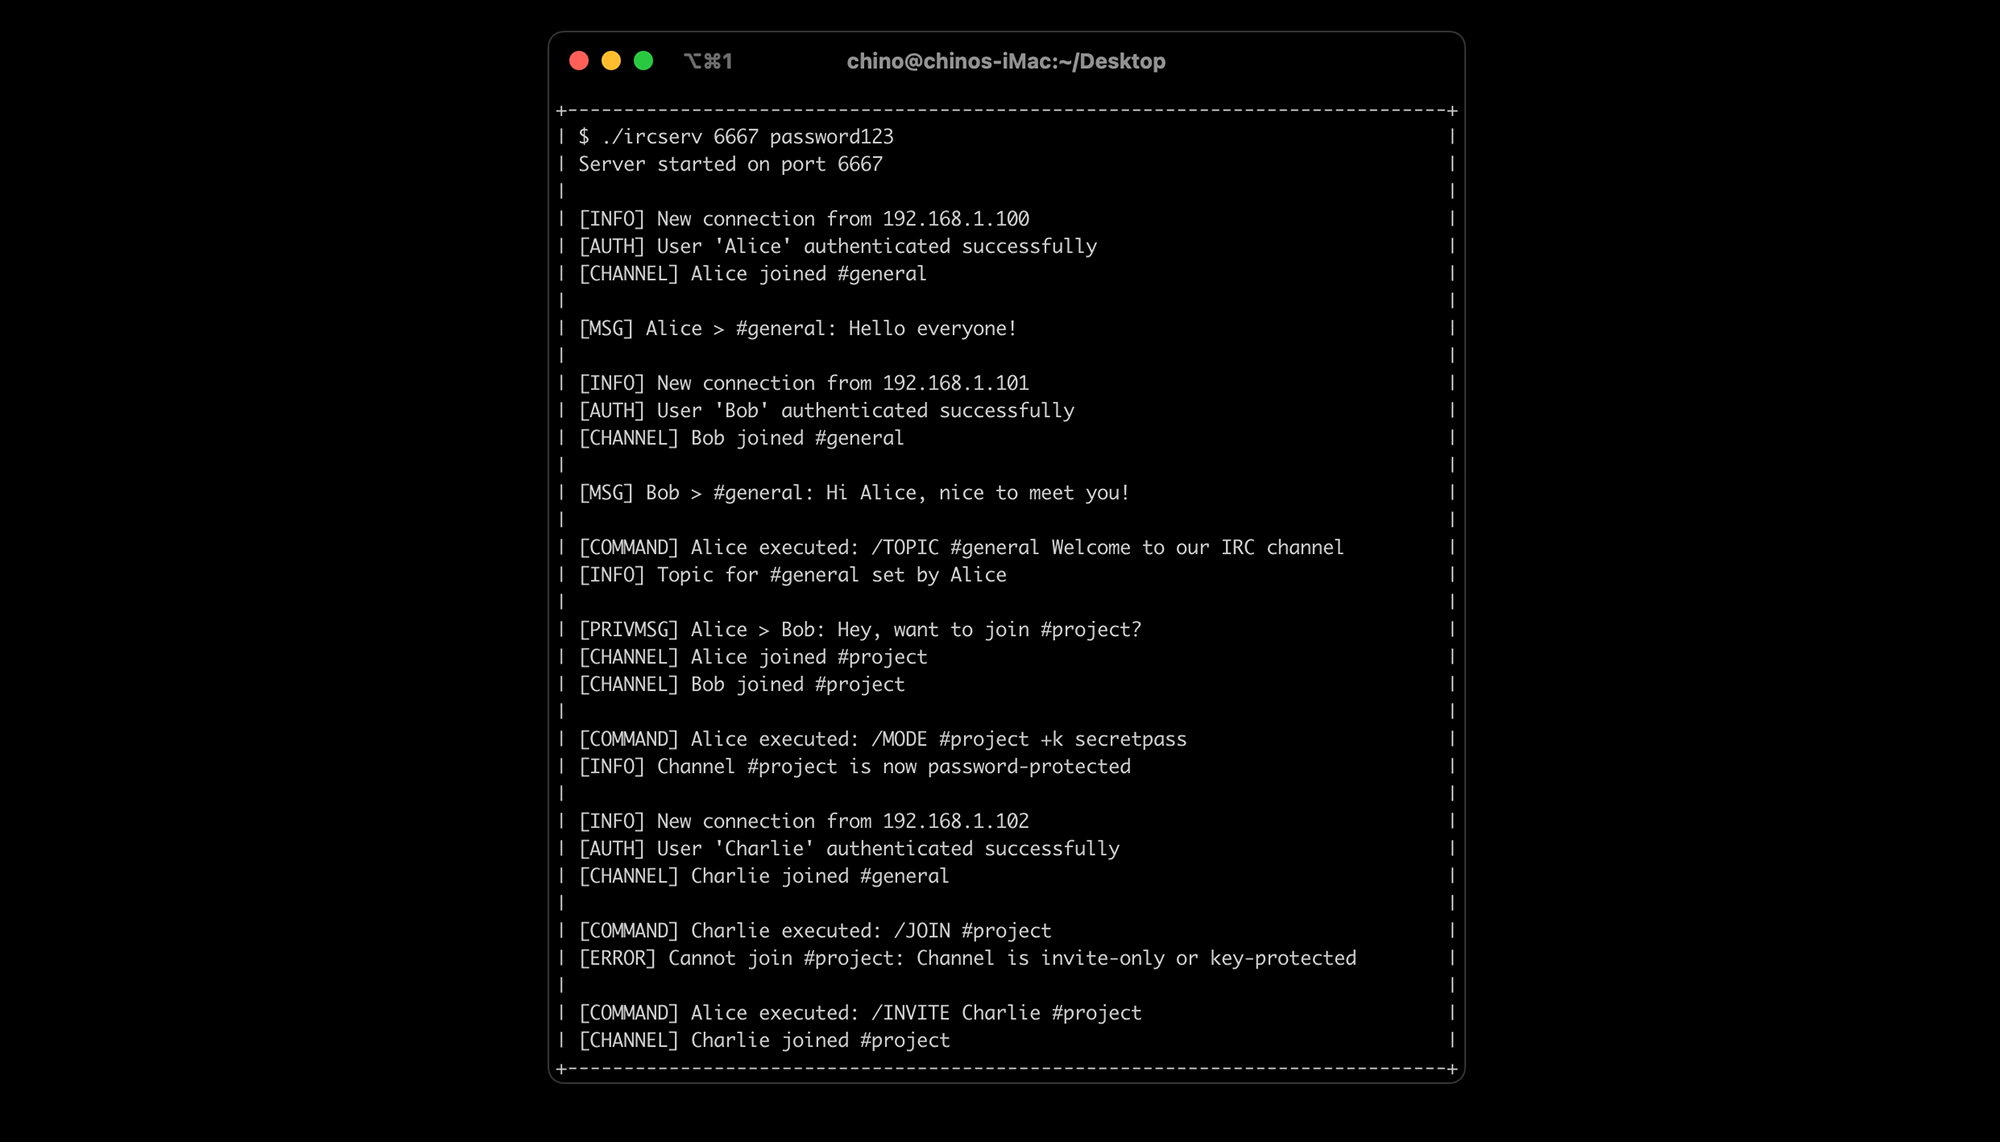 ⌥⌘1 chino@chinos-iMac:~/Desktop
+------------------------------------------------------------------------------+
| $ ./ircserv 6667 password123 |
| Server started on port 6667 |
| |
| [INFO] New connection from 192.168.1.100 |
| [AUTH] User 'Alice' authenticated successfully |
| [CHANNEL] Alice joined #general |
| |
| [MSG] Alice > #general: Hello everyone! |
| |
| [INFO] New connection from 192.168.1.101 |
| [AUTH] User 'Bob' authenticated successfully |
| [CHANNEL] Bob joined #general |
| |
| [MSG] Bob > #general: Hi Alice, nice to meet you! |
| |
| [COMMAND] Alice executed: /TOPIC #general Welcome to our IRC channel |
| [INFO] Topic for #general set by Alice |
| |
| [PRIVMSG] Alice > Bob: Hey, want to join #project? |
| [CHANNEL] Alice joined #project |
| [CHANNEL] Bob joined #project |
| |
| [COMMAND] Alice executed: /MODE #project +k secretpass |
| [INFO] Channel #project is now password-protected |
| |
| [INFO] New connection from 192.168.1.102 |
| [AUTH] User 'Charlie' authenticated successfully |
| [CHANNEL] Charlie joined #general |
| |
| [COMMAND] Charlie executed: /JOIN #project |
| [ERROR] Cannot join #project: Channel is invite-only or key-protected |
| |
| [COMMAND] Alice executed: /INVITE Charlie #project |
| [CHANNEL] Charlie joined #project |
+------------------------------------------------------------------------------+